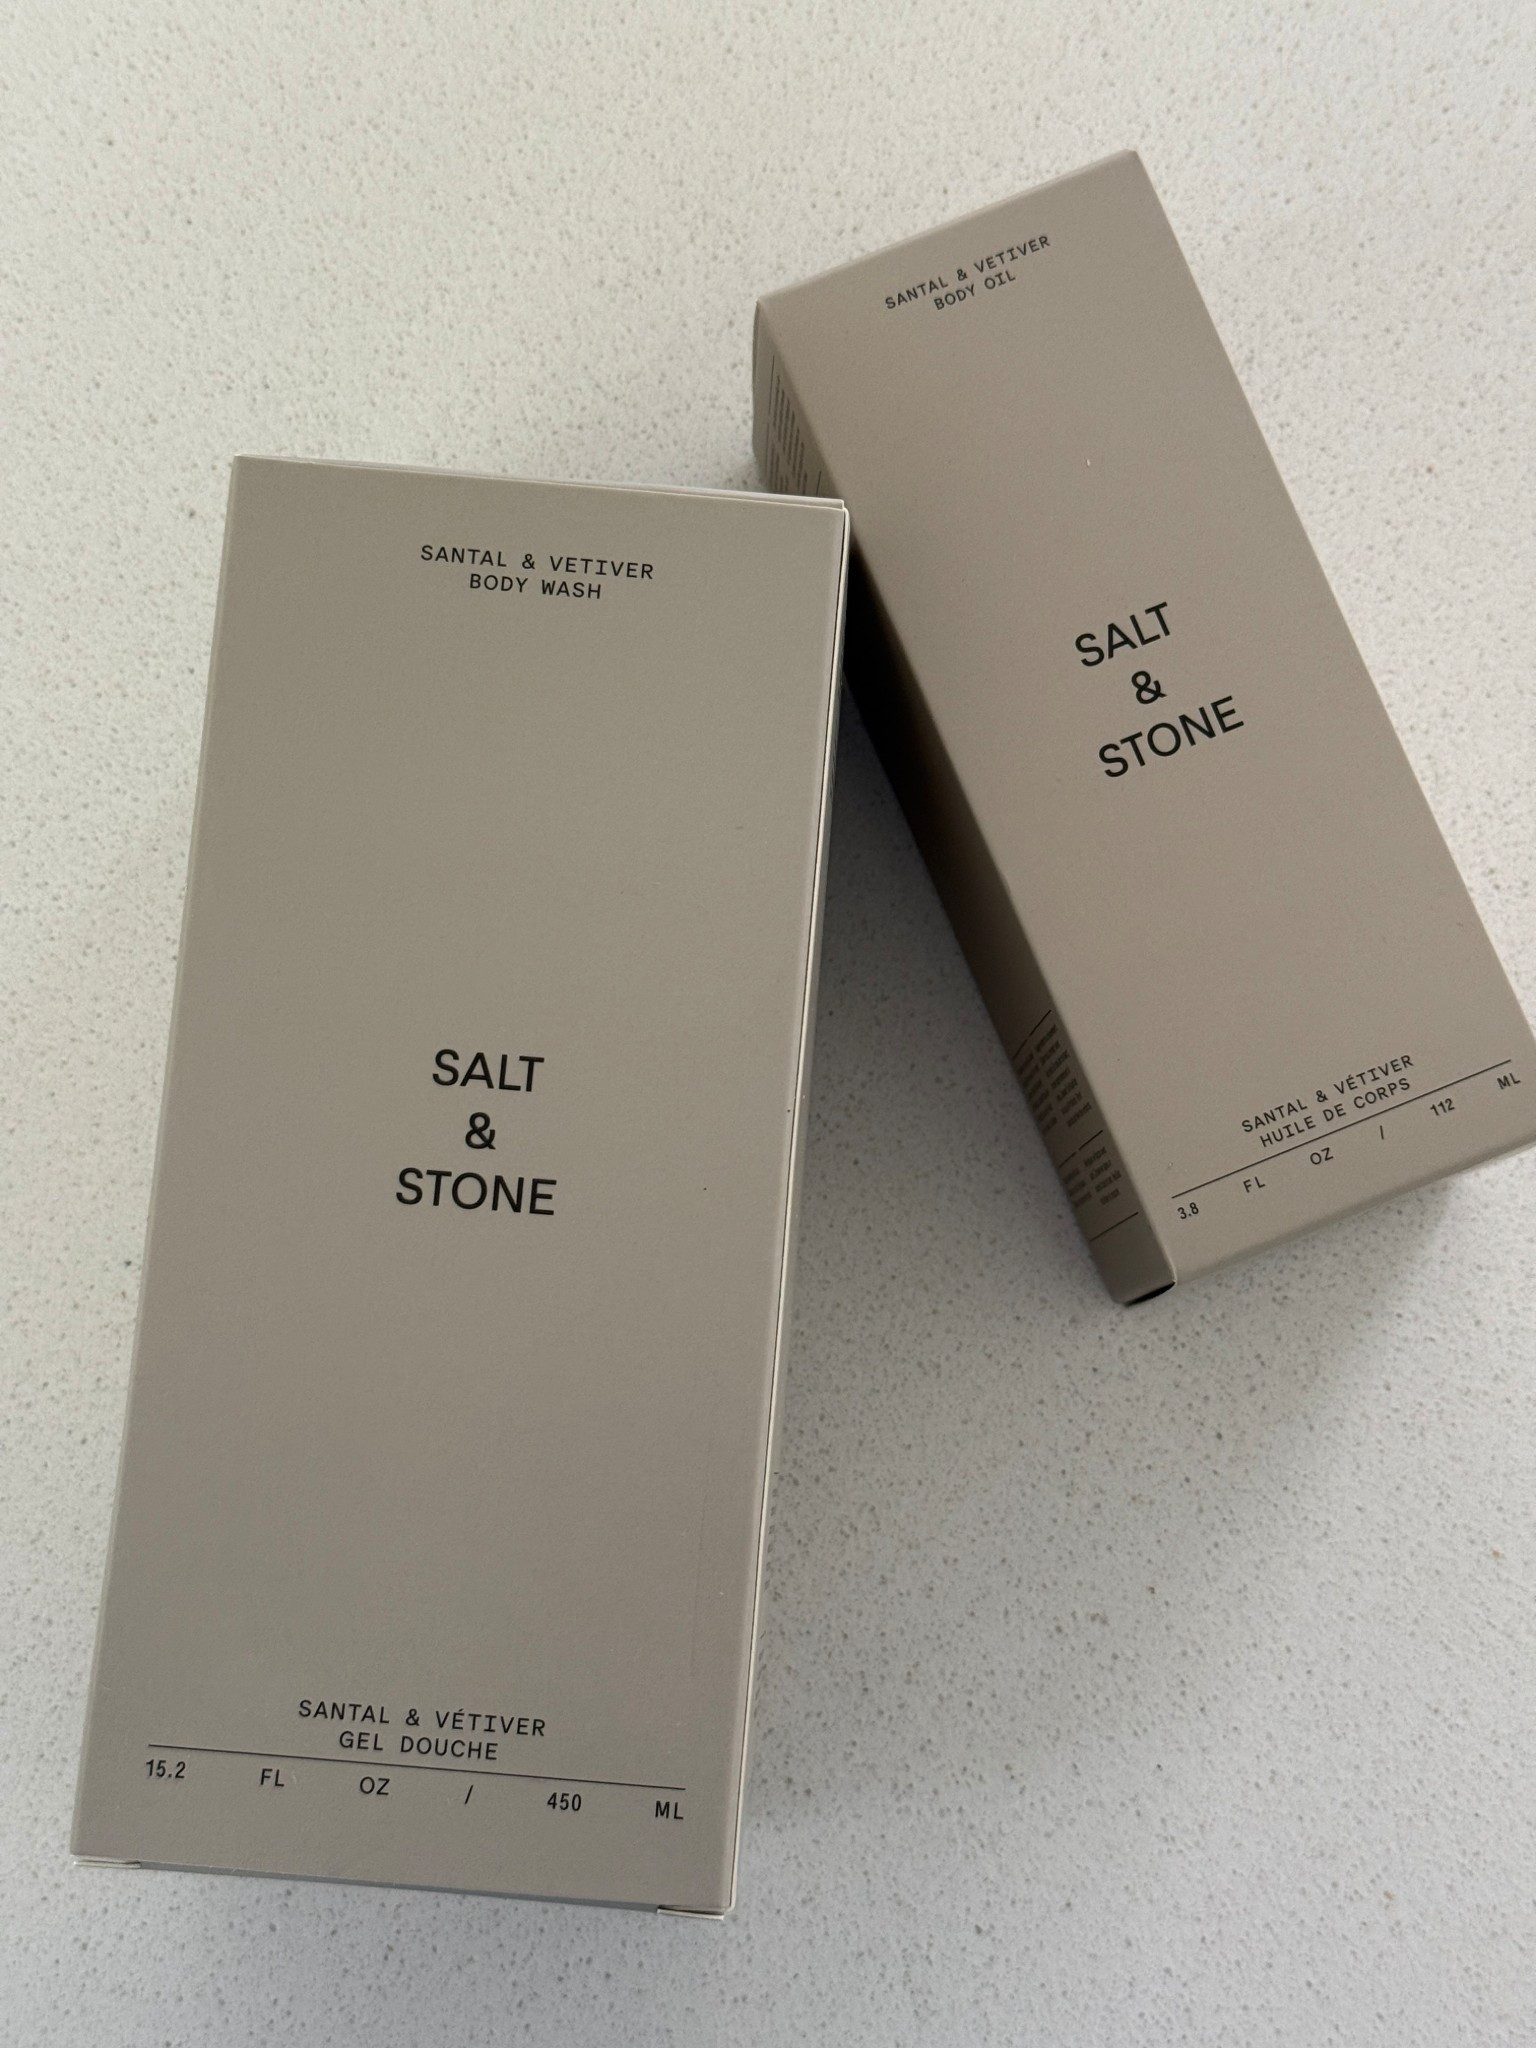 SANTAL & VETIVER
BODY WASH
SALT
&
STONE
SANTAL & VÉTIVER
GEL DOUCHE
15.2 FL OZ / 450 ML
SANTAL & VETIVER
BODY OIL
SALT
&
STONE
SANTAL & VÉTIVER
HUILE DE CORPS
3.8 FL OZ / 112 ML